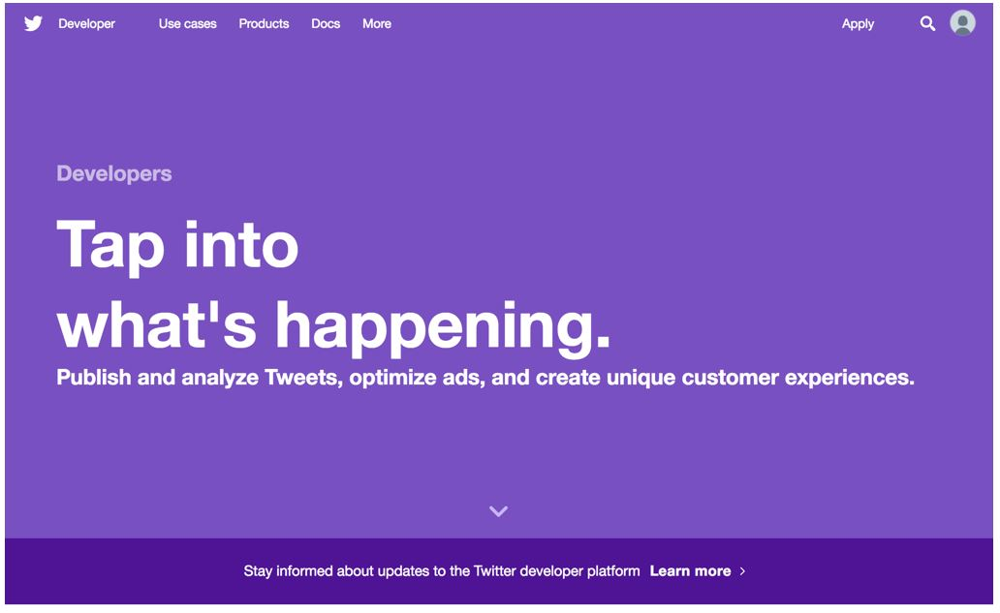 Developer Use cases Products Docs More Apply
Developers
Tap into
what's happening.
Publish and analyze Tweets, optimize ads, and create unique customer experiences.
Stay informed about updates to the Twitter developer platform Learn more